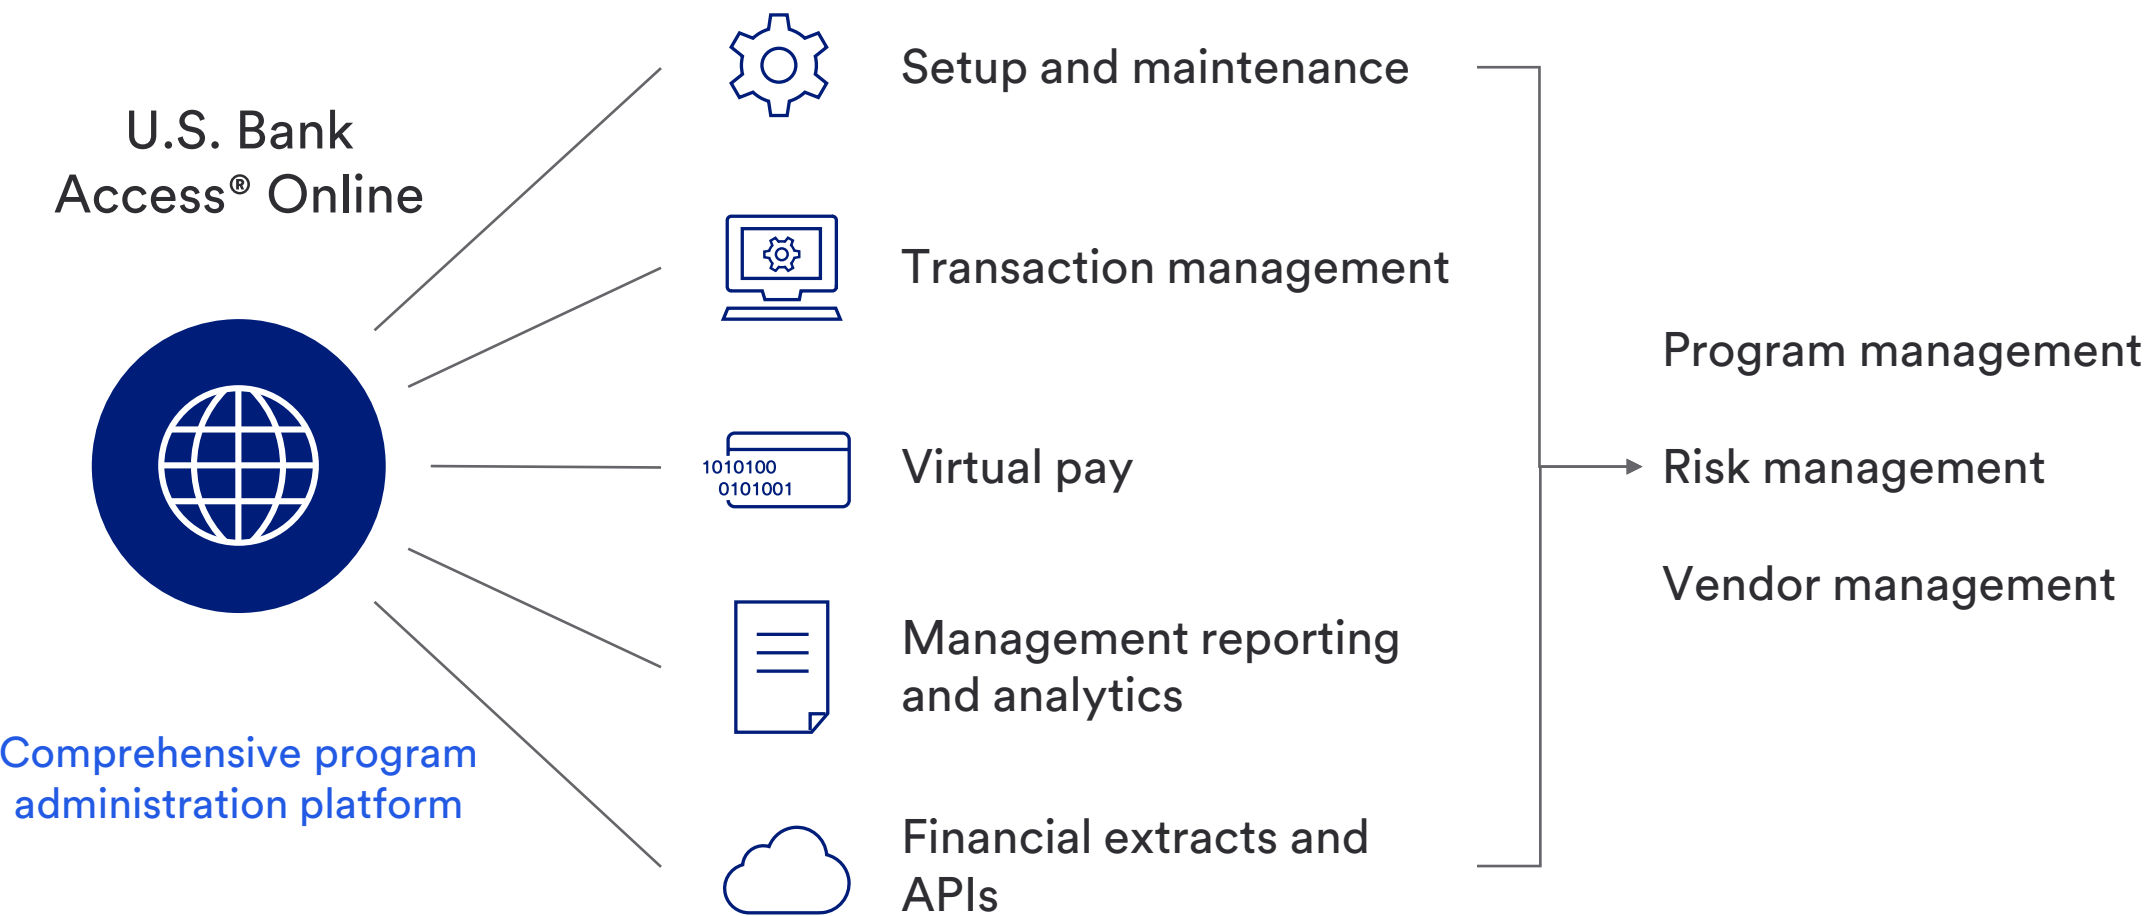 U.S. Bank
Access® Online
Comprehensive program
administration platform
Setup and maintenance
Transaction management
1010100
0101001
Virtual pay
Management reporting
and analytics
Financial extracts and
APIs
Program management
Risk management
Vendor management